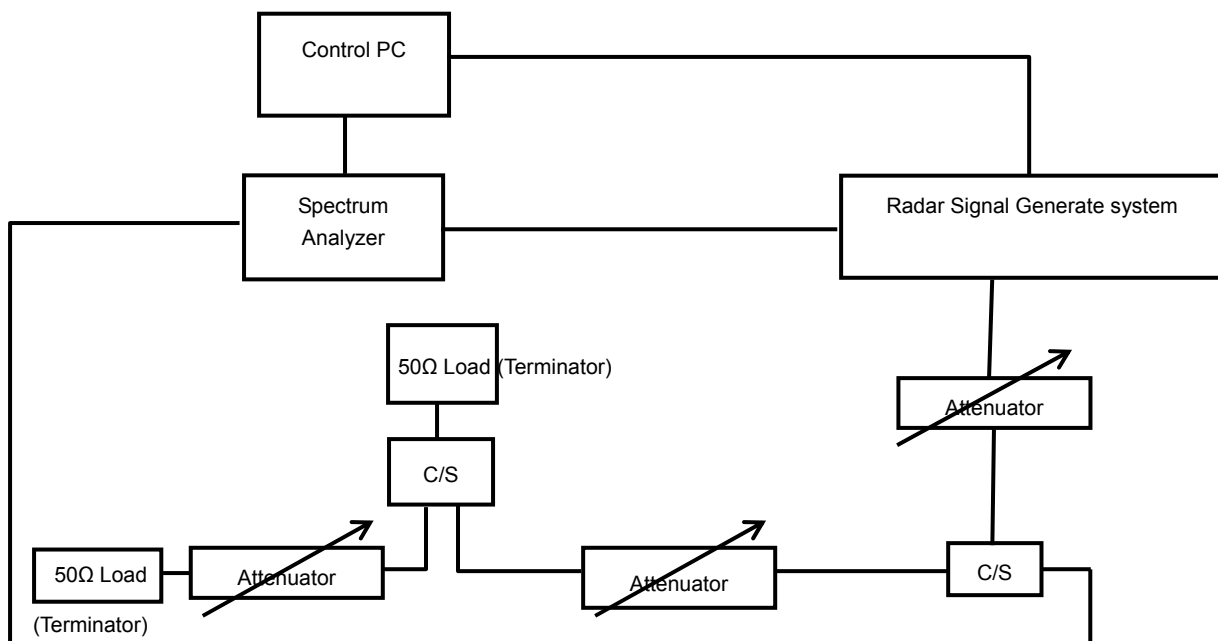 Control PC
Spectrum
Analyzer
Radar Signal Generate system
50Ω Load (Terminator)
Attenuator
C/S
50Ω Load
(Terminator)
Attenuator
Attenuator
C/S